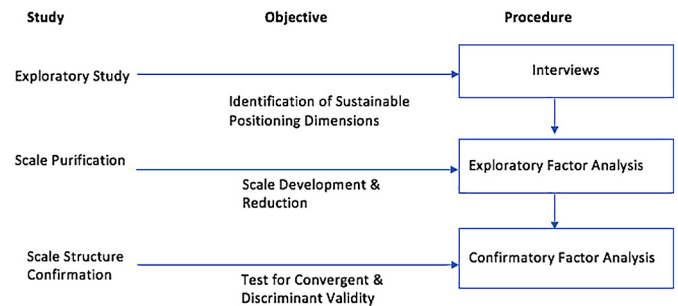 Study Objective Procedure
Exploratory Study
Interviews
Identification of Sustainable
Positioning Dimensions
Scale Purification
Exploratory Factor Analysis
Scale Development &
Reduction
Scale Structure
Confirmation
Confirmatory Factor Analysis
Test for Convergent &
Discriminant Validity